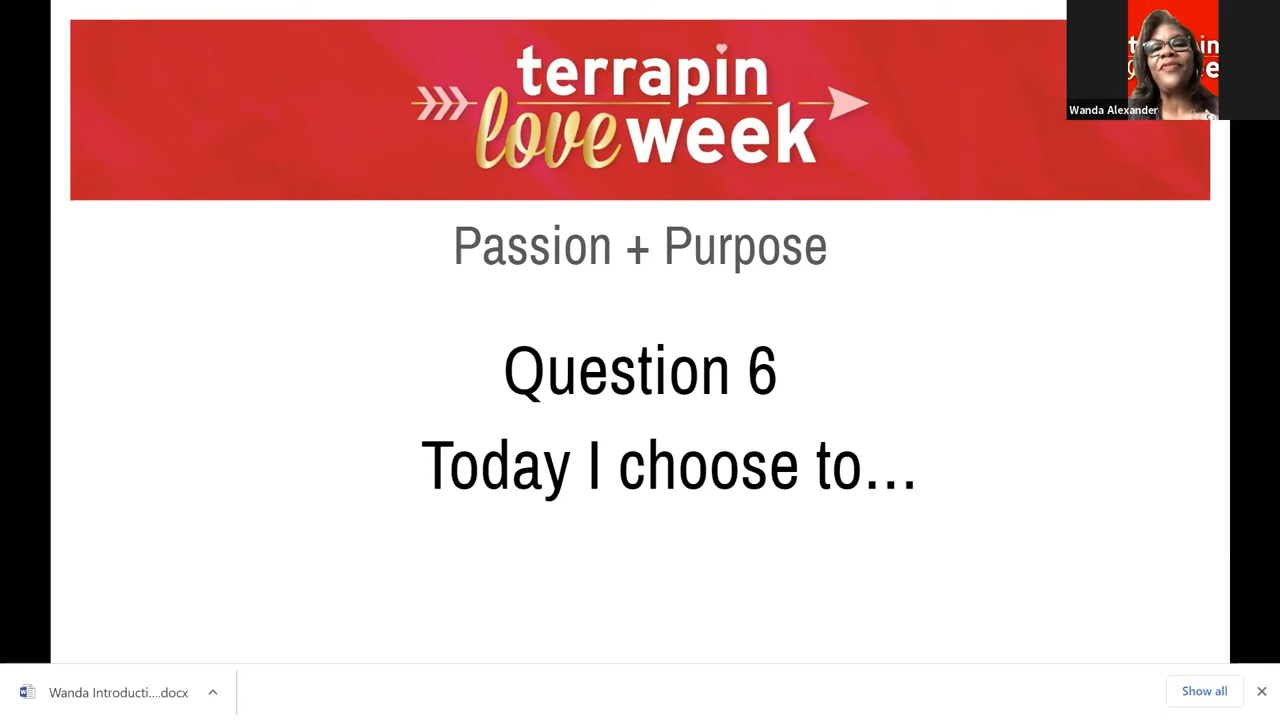 terrapin
love week
Wanda Alexander
Passion + Purpose
Question 6
Today I choose to...
Wanda Introducti....docx
Show all